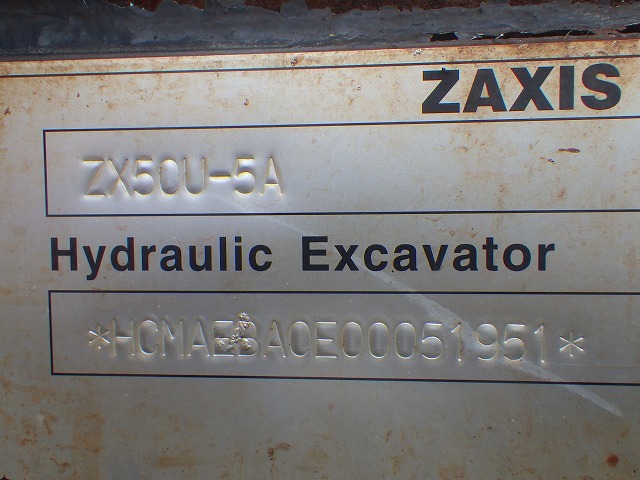 ZAXIS
ZX50U-5A
Hydraulic Excavator
*HCMAEBA0E00051951*